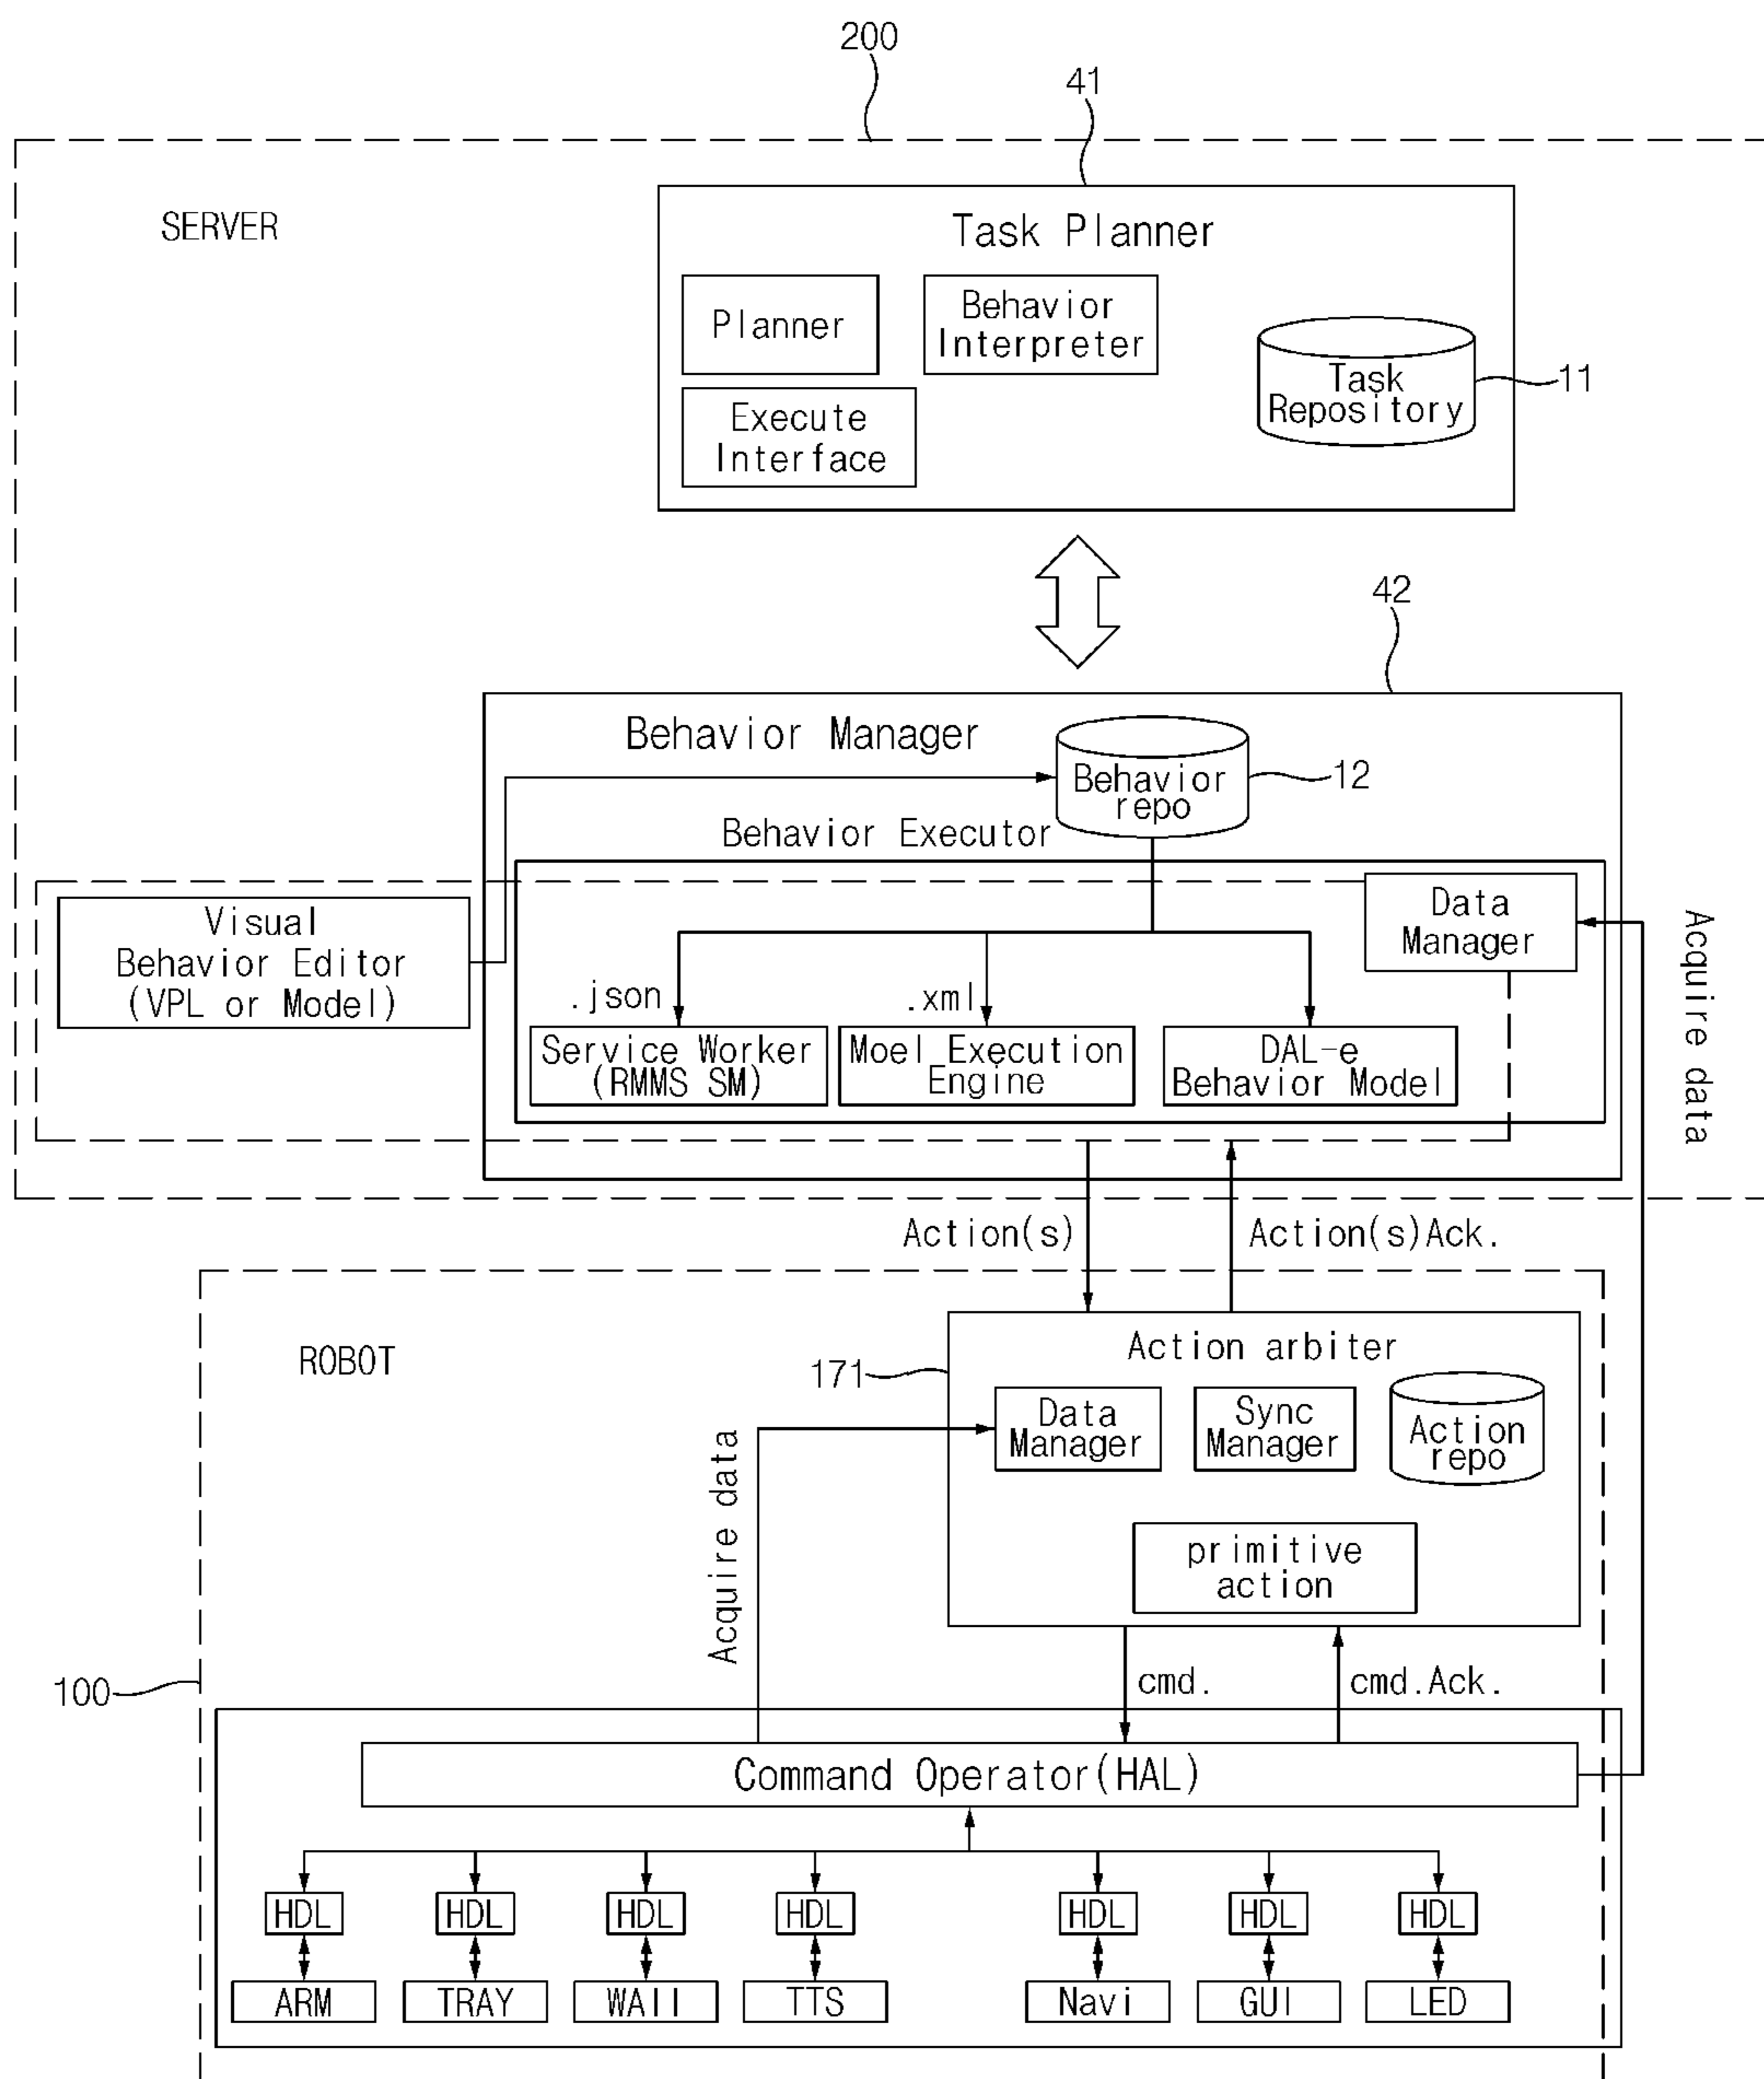 200
41
SERVER
Task Planner
Planner
Behavior
Interpreter
Execute
Interface
Task
Repository
11
42
Behavior Manager
Behavior
repo
12
Behavior Executor
Visual
Behavior Editor
(VPL or Model)
Data
Manager
.json
.xml
Service Worker
(RMMS SM)
Moel Execution
Engine
DAL-e
Behavior Model
Acquire data
Action(s)
Action(s)Ack.
ROBOT
171
Action arbiter
Data
Manager
Sync
Manager
Action
repo
primitive
action
Acquire data
100
cmd.
cmd.Ack.
Command Operator(HAL)
HDL
HDL
HDL
HDL
HDL
HDL
HDL
ARM
TRAY
WAII
TTS
Navi
GUI
LED